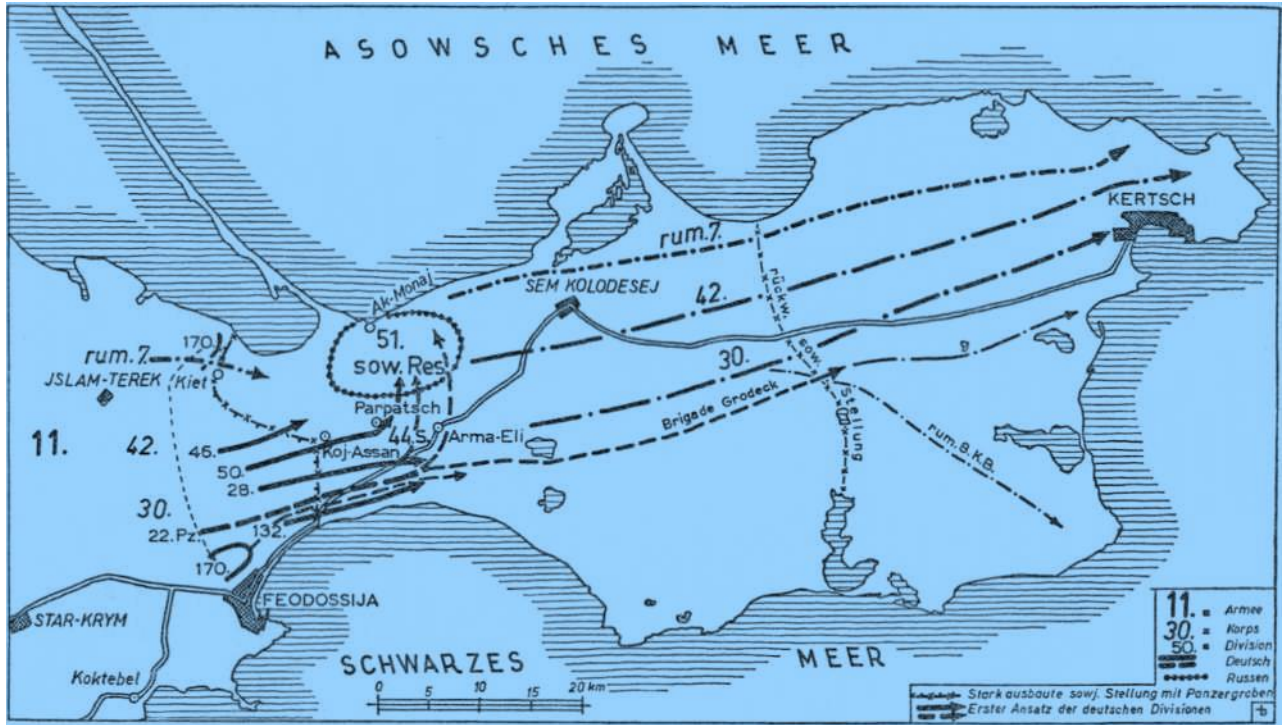 ASOWSCHES MEER
KERTSCH
rum.7.
Ak-Monaj
SEM KOLODESEJ
42.
rückw. sow. Stellung
170.
51.
sow. Res
rum.7.
Kiet
JSLAM-TEREK
30.
Parpatsch
Brigade Grodeck
11.
42.
46.
44.S.
Arma-Eli
Koj-Assan
rum. 8. K.B.
50.
28.
30.
22.Pz.
132.
170.
FEODOSSIJA
STAR-KRYM
Koktebel
SCHWARZES MEER
0 5 10 15 20 km
11. Armee
30. Korps
50. Division
Deutsch
Russen
Stark ausbaute sowj. Stellung mit Panzergraben
Erster Ansatz der deutschen Divisionen